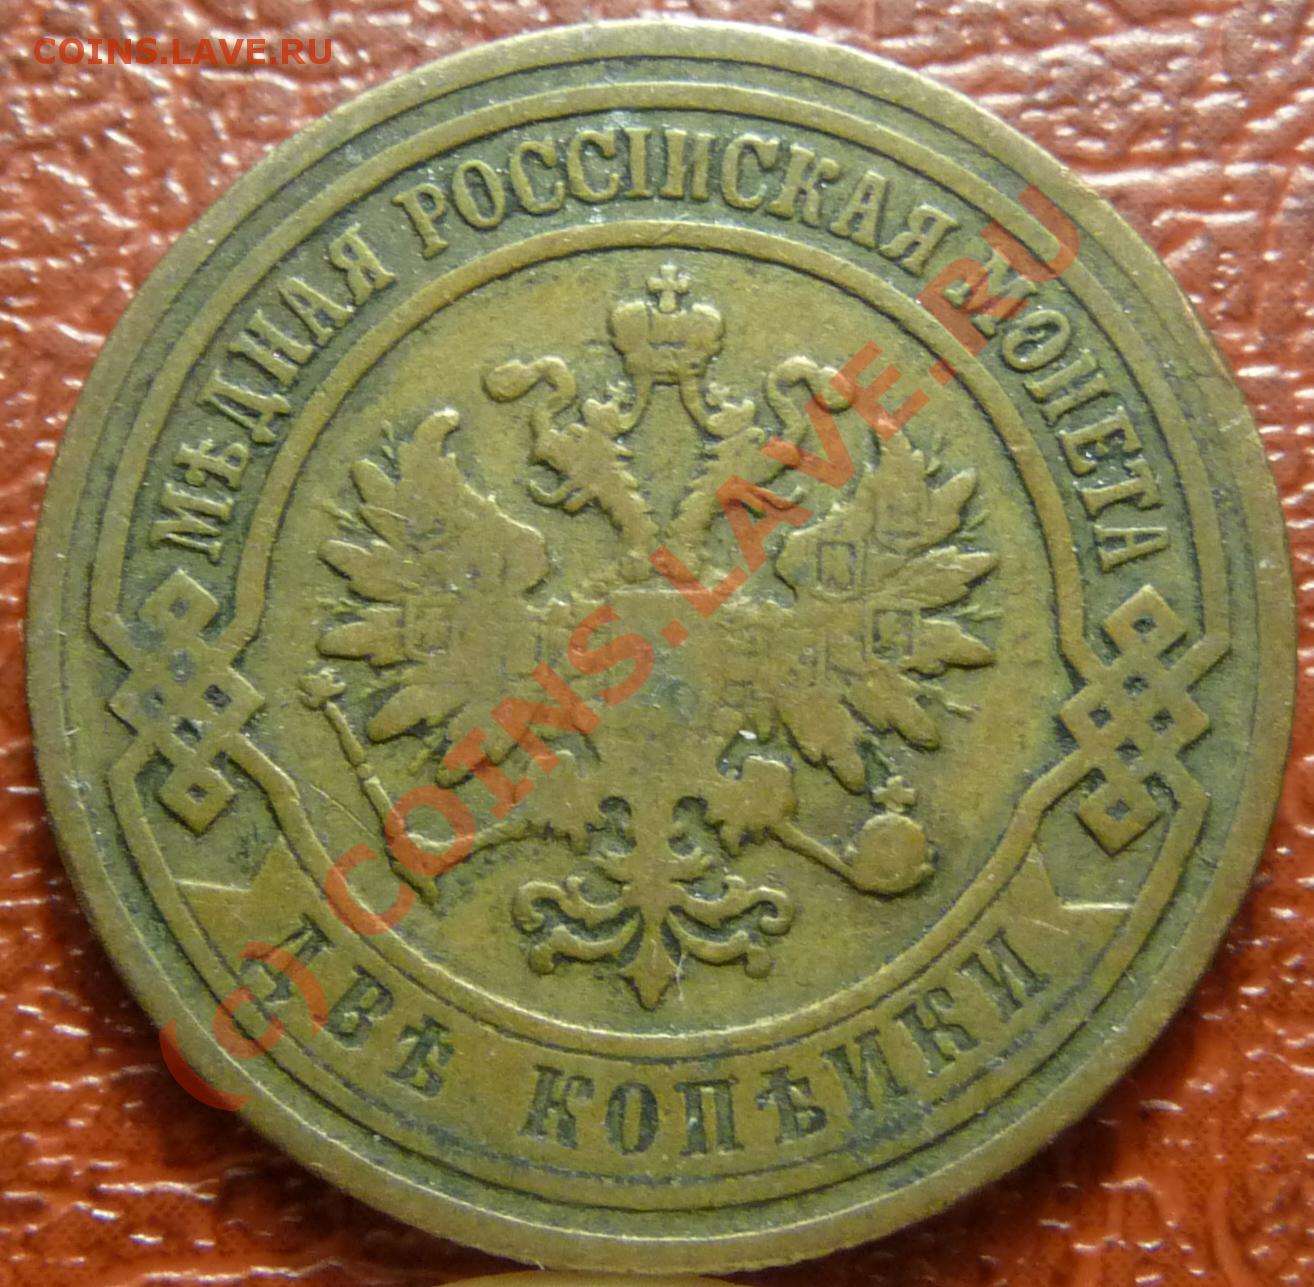 COINS.LAVE.RU
МѢДНАЯ РОССІЙСКАЯ МОНЕТА
(c) COINS.LAVE.RU
ДВѢ КОПѢЙКИ